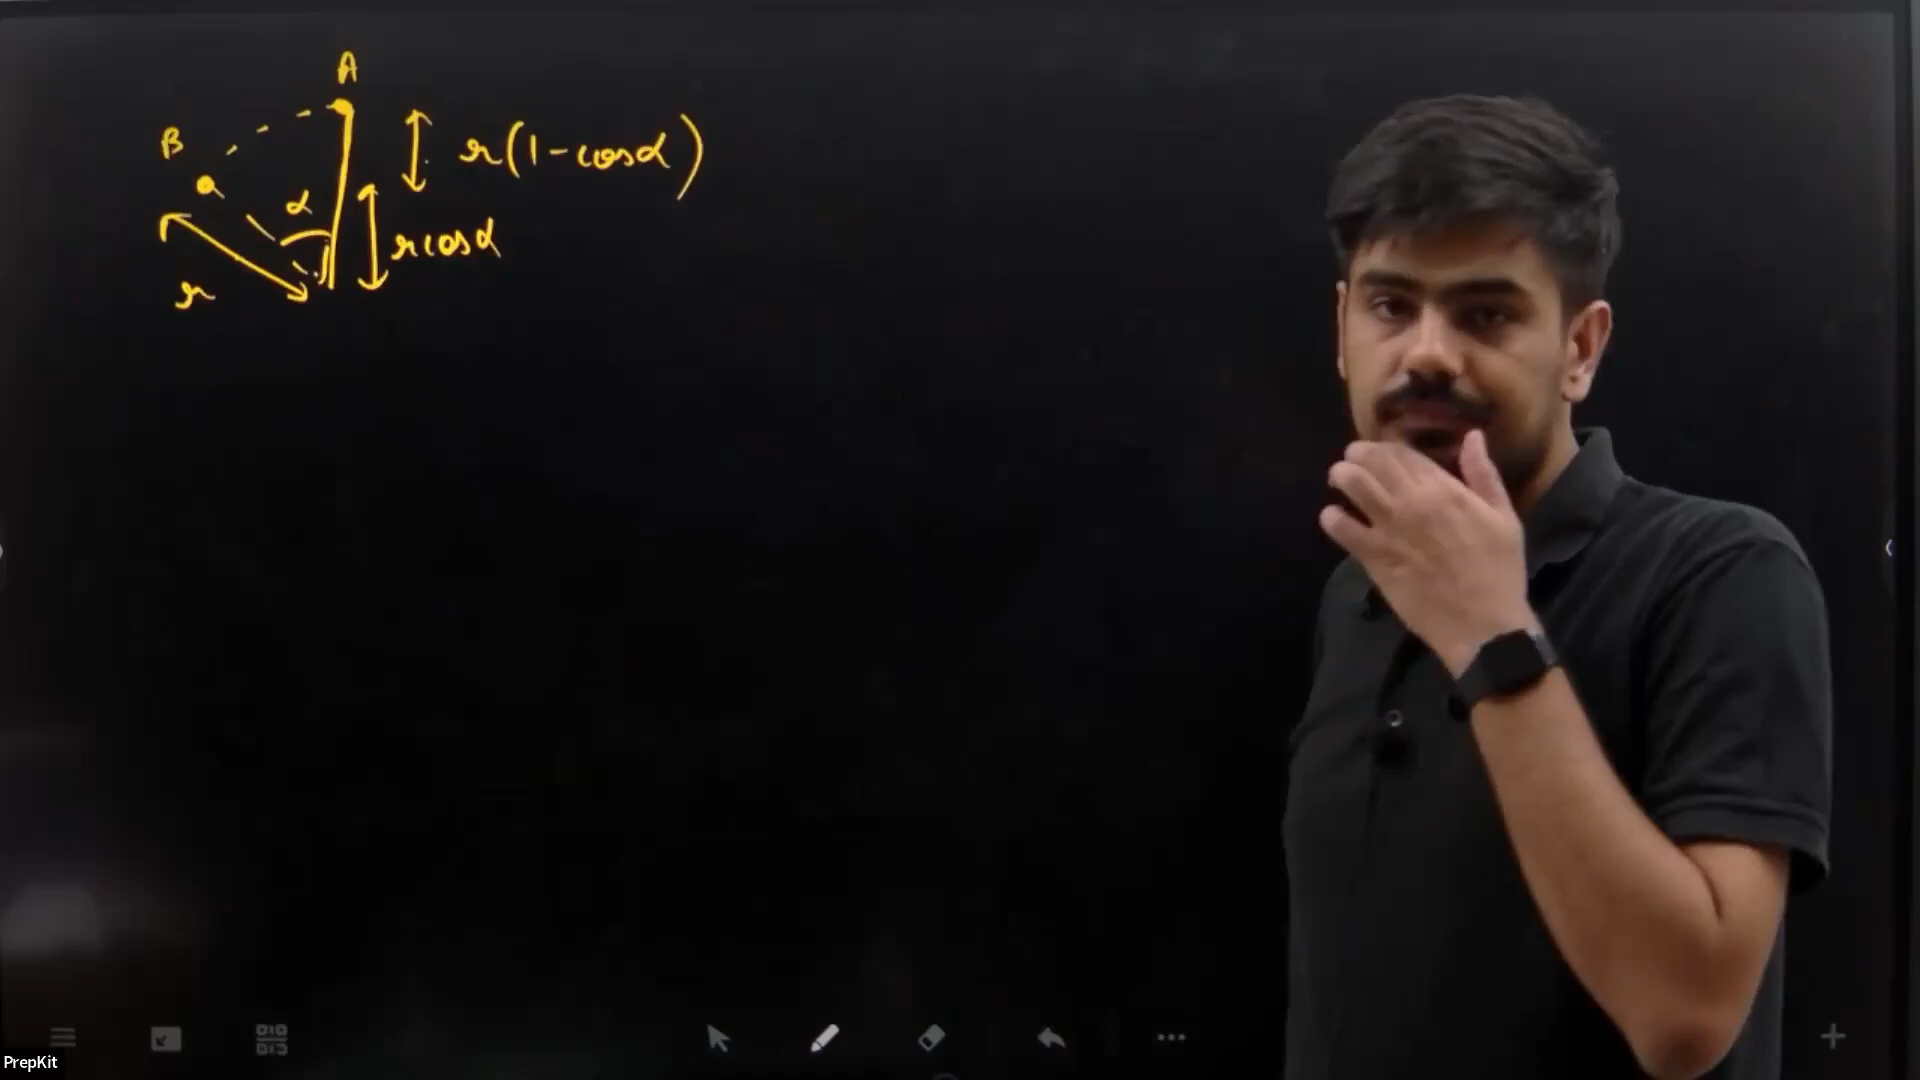 A
B
r(1-cosα)
α
rcosα
r
PrepKit